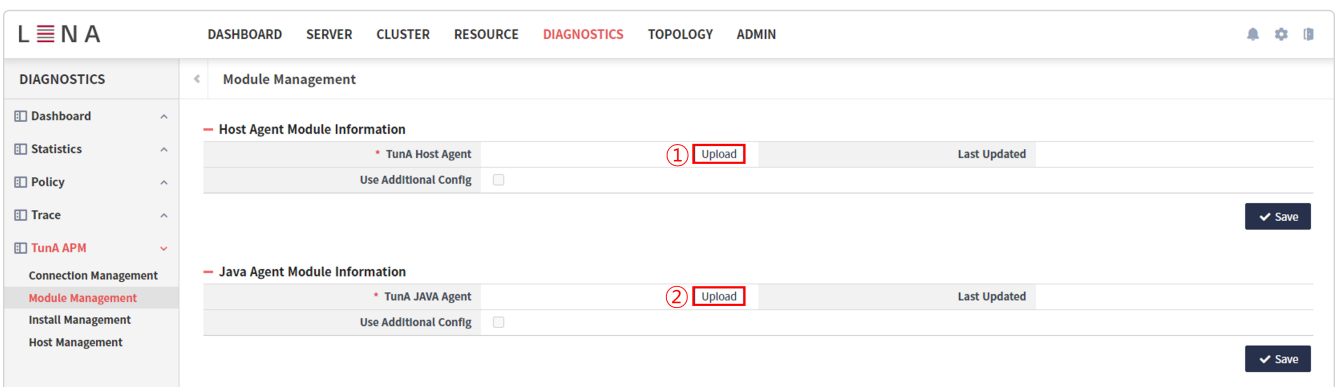 LENA DASHBOARD SERVER CLUSTER RESOURCE DIAGNOSTICS TOPOLOGY ADMIN
DIAGNOSTICS
Module Management
Dashboard
Statistics
Policy
Trace
TunA APM
Connection Management
Module Management
Install Management
Host Management
Host Agent Module Information
* TunA Host Agent ① Upload Last Updated
Use Additional Config
Save
Java Agent Module Information
* TunA JAVA Agent ② Upload Last Updated
Use Additional Config
Save